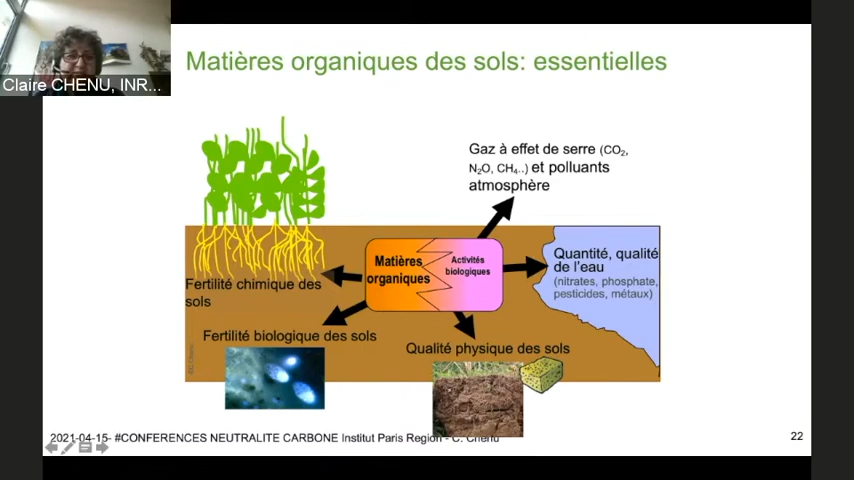 Claire CHENU, INR...
Matières organiques des sols: essentielles
Gaz à effet de serre (CO₂,
N₂O, CH₄..) et polluants
atmosphère
Matières
organiques
Activités
biologiques
Quantité, qualité
de l'eau
(nitrates, phosphate,
pesticides, métaux)
Fertilité chimique des
sols
Fertilité biologique des sols
Qualité physique des sols
2021-04-15- #CONFERENCES NEUTRALITE CARBONE Institut Paris Region - C. Chenu
22